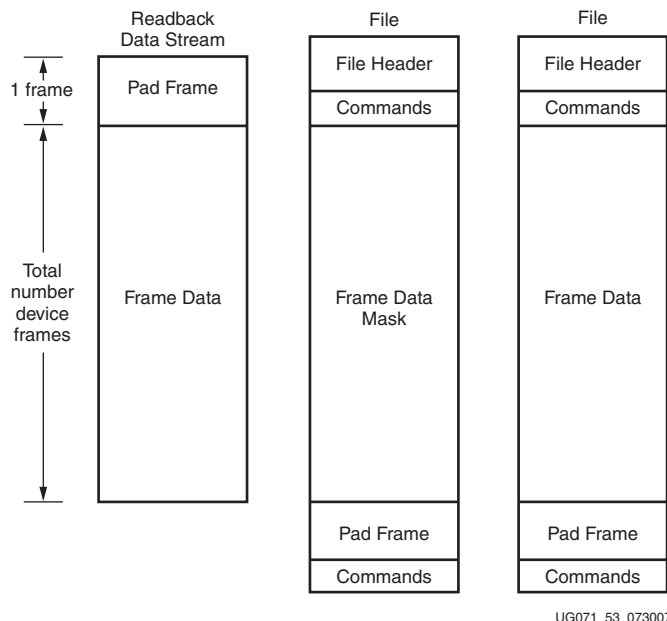 Readback
Data Stream
File
File
1 frame
Pad Frame
File Header
File Header
Commands
Commands
Total
number
device
frames
Frame Data
Frame Data
Mask
Frame Data
Pad Frame
Pad Frame
Commands
Commands
UG071_53_073007